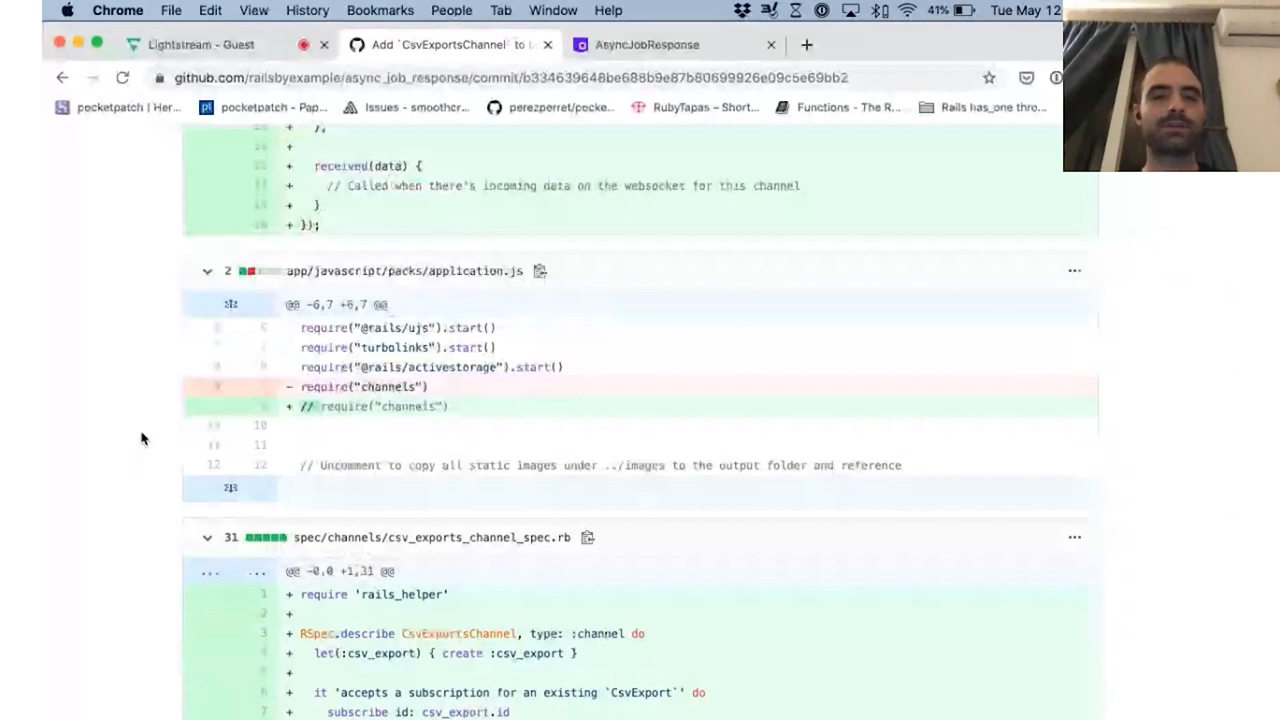 Chrome File Edit View History Bookmarks People Tab Window Help 41% Tue May 12
Lightstream - Guest
Add `CsvExportsChannel` to
AsyncJobResponse
github.com/railsbyexample/async_job_response/commit/b334639648be688b9e87b80699926e09c5e69bb2
pocketpatch | Her... pocketpatch - Pap... Issues - smoothcr... perezperret/pocke... RubyTapas - Short... Functions - The R... Rails has_one thro...
+ },
+
+ received(data) {
+ // Called when there's incoming data on the websocket for this channel
+ }
+ });
2 app/javascript/packs/application.js ...
@@ -6,7 +6,7 @@
require("@rails/ujs").start()
require("turbolinks").start()
require("@rails/activestorage").start()
- require("channels")
+ // require("channels")
10
11
12 12 // Uncomment to copy all static images under ../images to the output folder and reference
31 spec/channels/csv_exports_channel_spec.rb ...
... ... @@ -0,0 +1,31 @@
1 + require 'rails_helper'
2 +
3 + RSpec.describe CsvExportsChannel, type: :channel do
4 + let(:csv_export) { create :csv_export }
+
6 + it 'accepts a subscription for an existing `CsvExport`' do
7 + subscribe id: csv_export.id